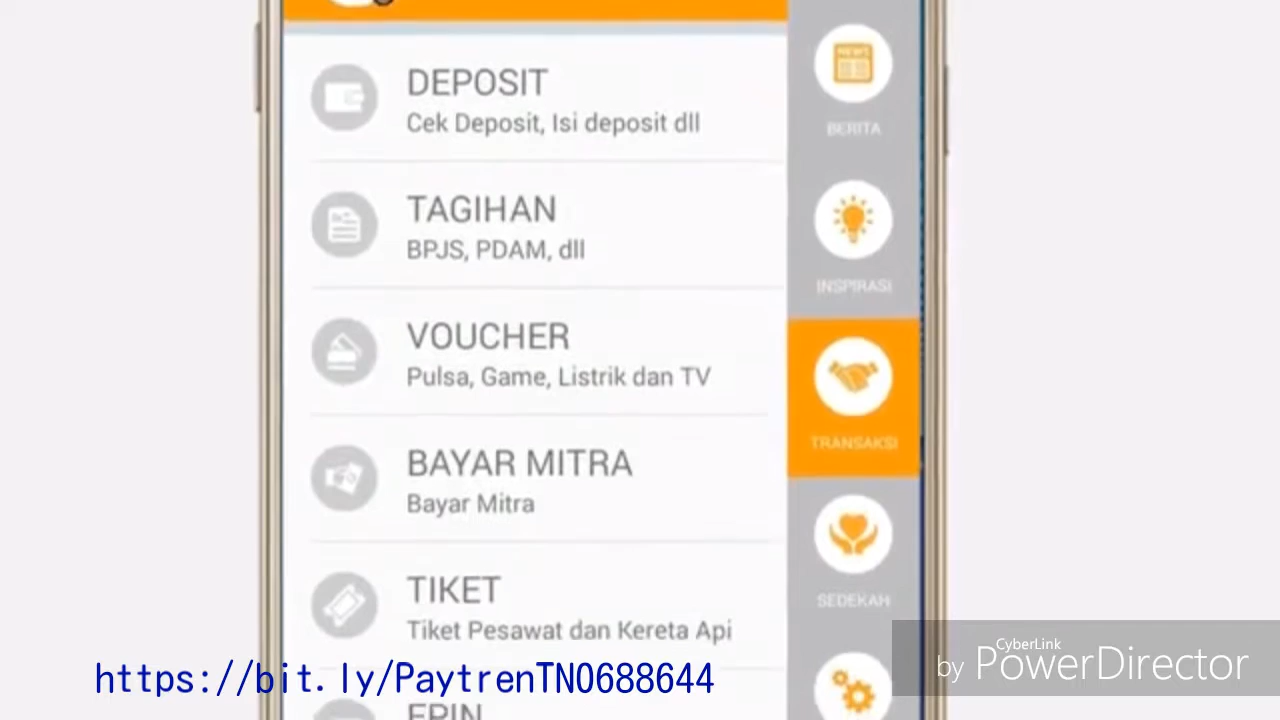 DEPOSIT
Cek Deposit, Isi deposit dll
TAGIHAN
BPJS, PDAM, dll
VOUCHER
Pulsa, Game, Listrik dan TV
BAYAR MITRA
Bayar Mitra
TIKET
Tiket Pesawat dan Kereta Api
NEWS
BERITA
INSPIRASI
TRANSAKSI
SEDEKAH
https://bit.ly/PaytrenTN0688644
by CyberLink PowerDirector